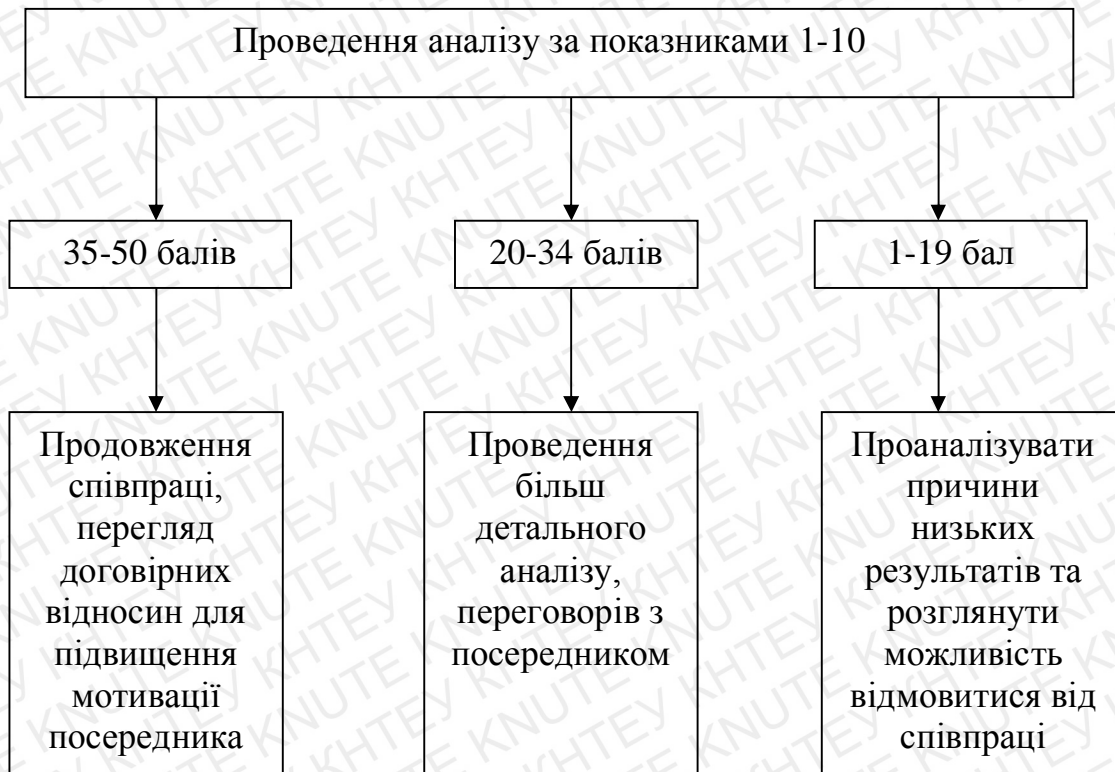 Проведення аналізу за показниками 1-10
35-50 балів
20-34 балів
1-19 бал
Продовження
співпраці,
перегляд
договірних
відносин для
підвищення
мотивації
посередника
Проведення
більш
детального
аналізу,
переговорів з
посередником
Проаналізувати
причини
низьких
результатів та
розглянути
можливість
відмовитися від
співпраці